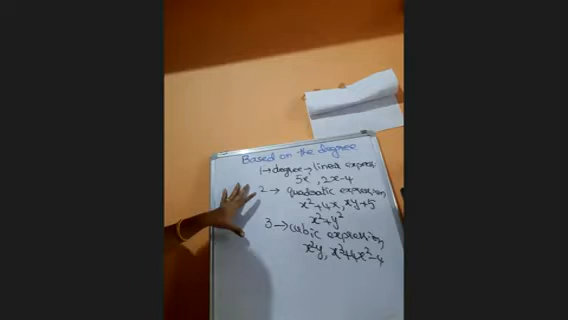 Based on the degree
1→degree→linear express.
5x, 2x-4
2→ quadratic expression,
x²+4x, xy+5
x²+y²
3→cubic expression,
x²y, x³+4x²-4